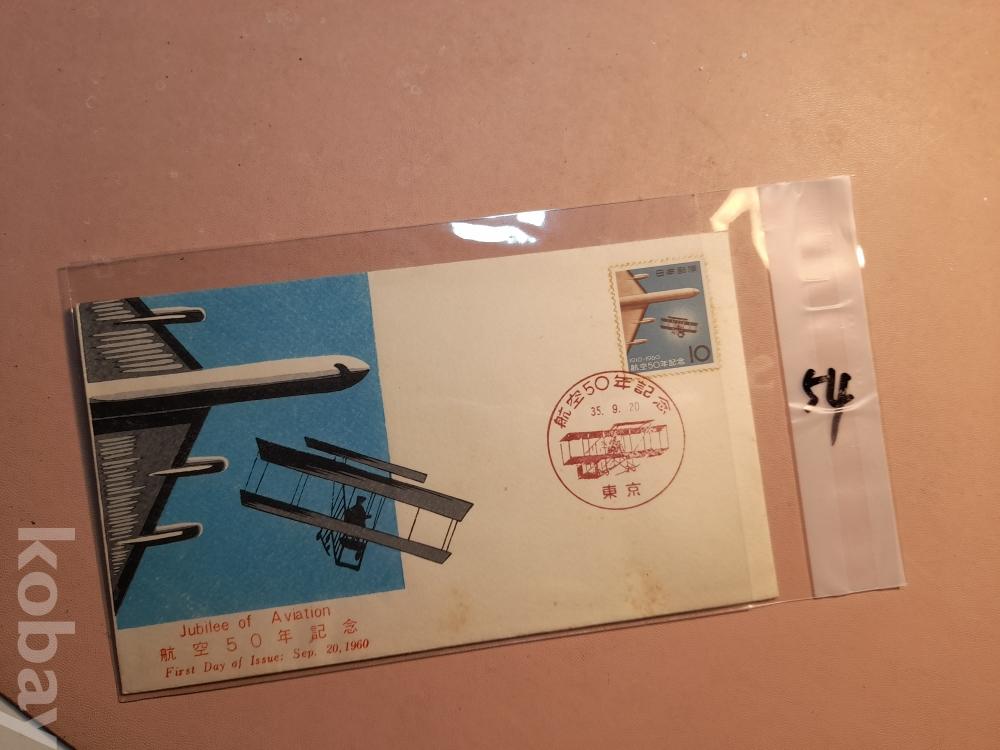 日本郵便
1910-1960
航空50年記念 10
航空50年記念
35. 9. 20
東京
Jubilee of Aviation
航空50年記念
First Day of Issue: Sep. 20, 1960
kobay